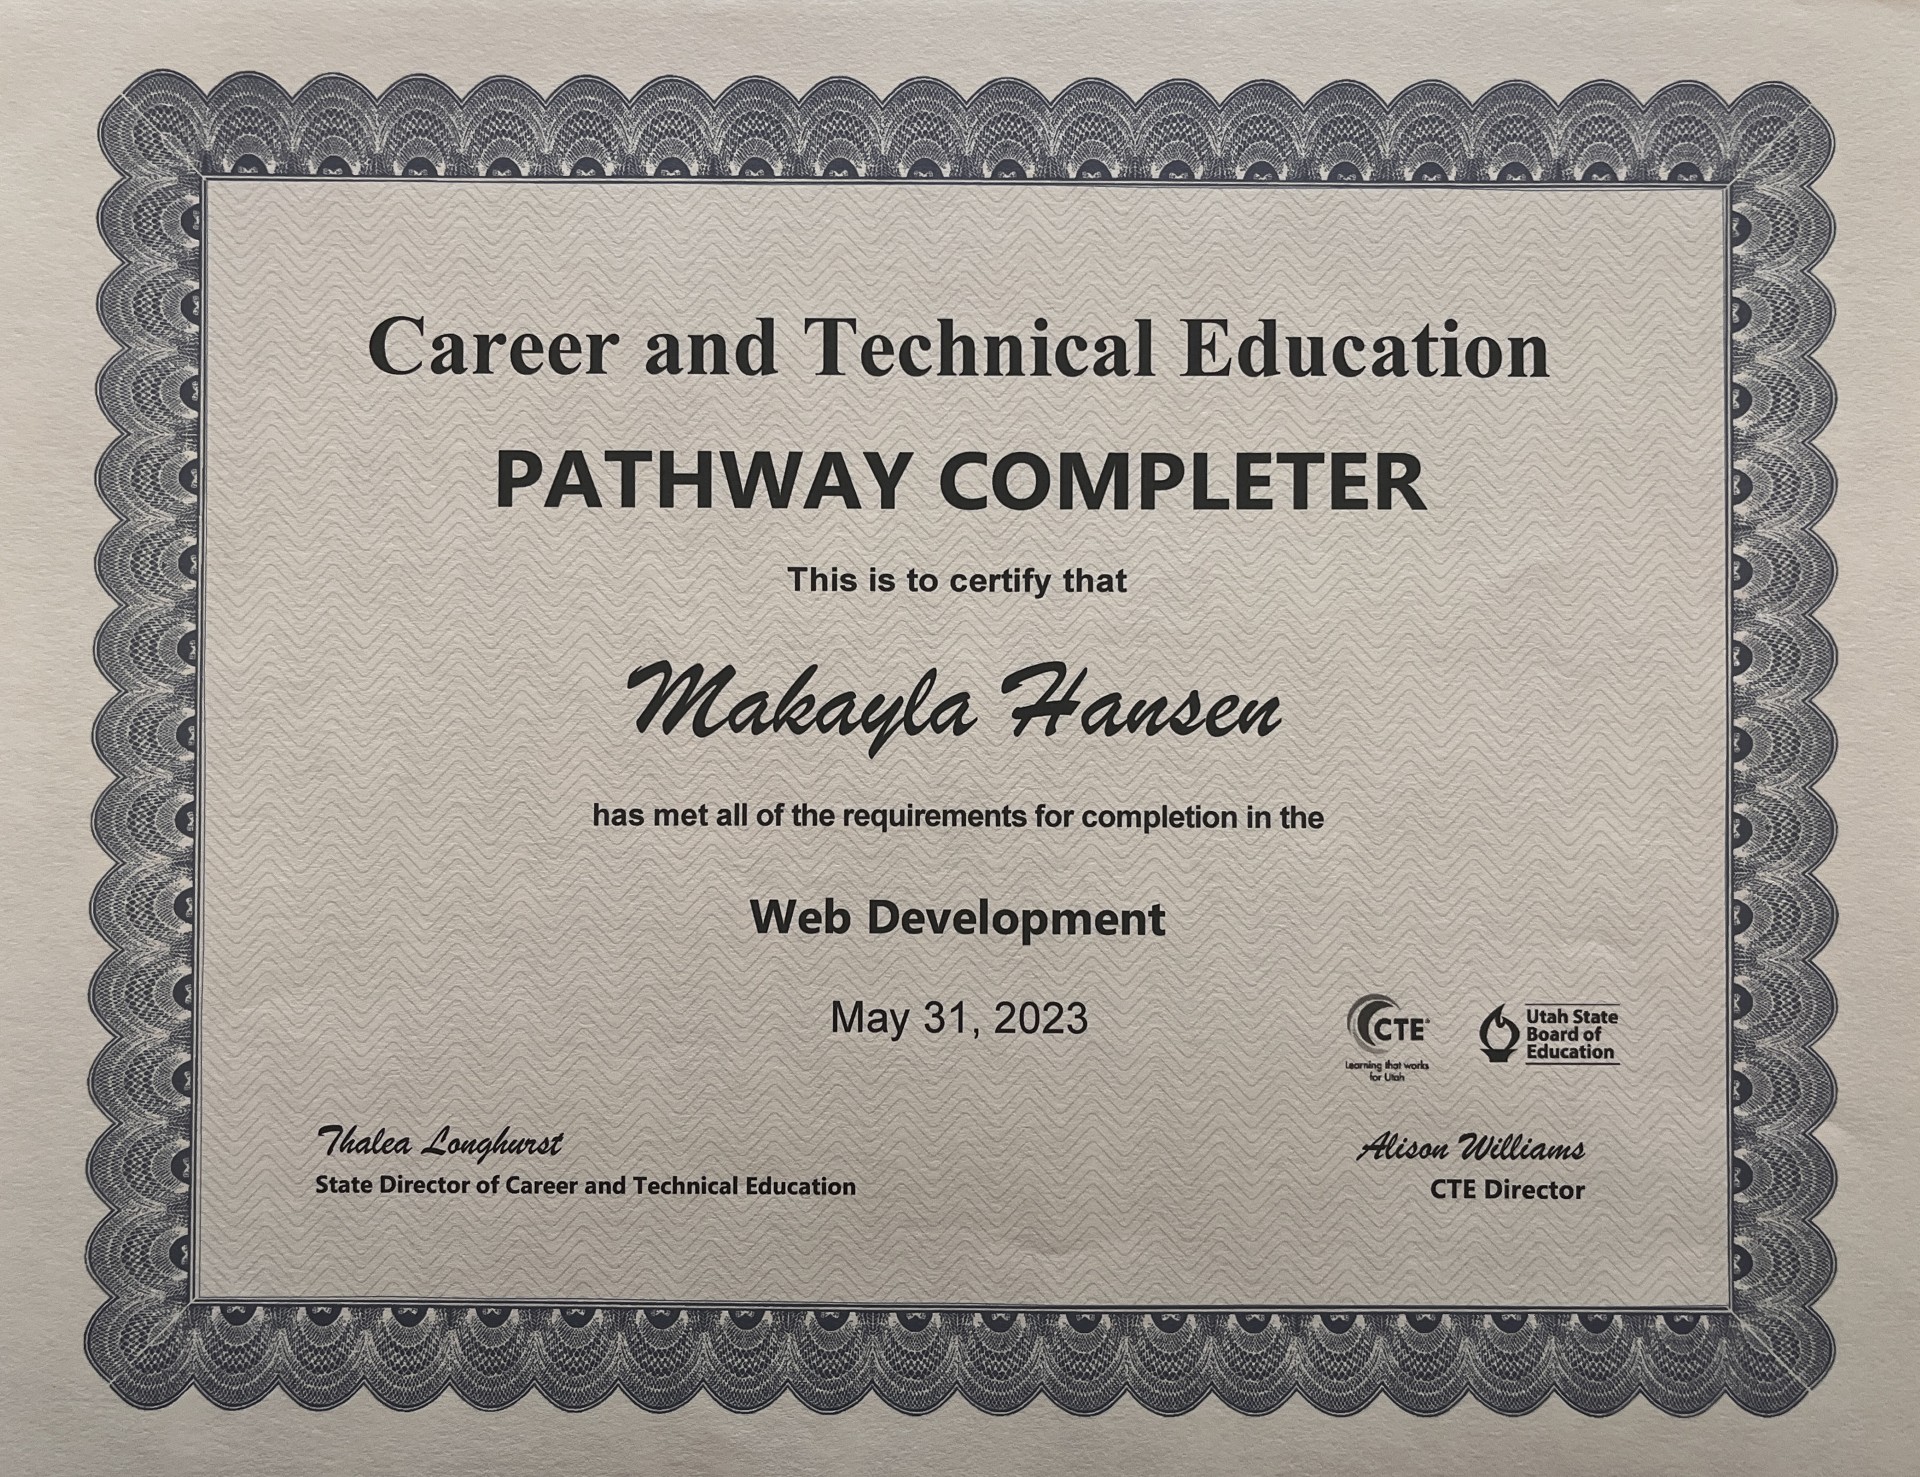 Career and Technical Education
PATHWAY COMPLETER
This is to certify that
Makayla Hansen
has met all of the requirements for completion in the
Web Development
May 31, 2023
CTE®
Learning that works
for Utah
Utah State
Board of
Education
Thalea Longhurst
State Director of Career and Technical Education
Alison Williams
CTE Director